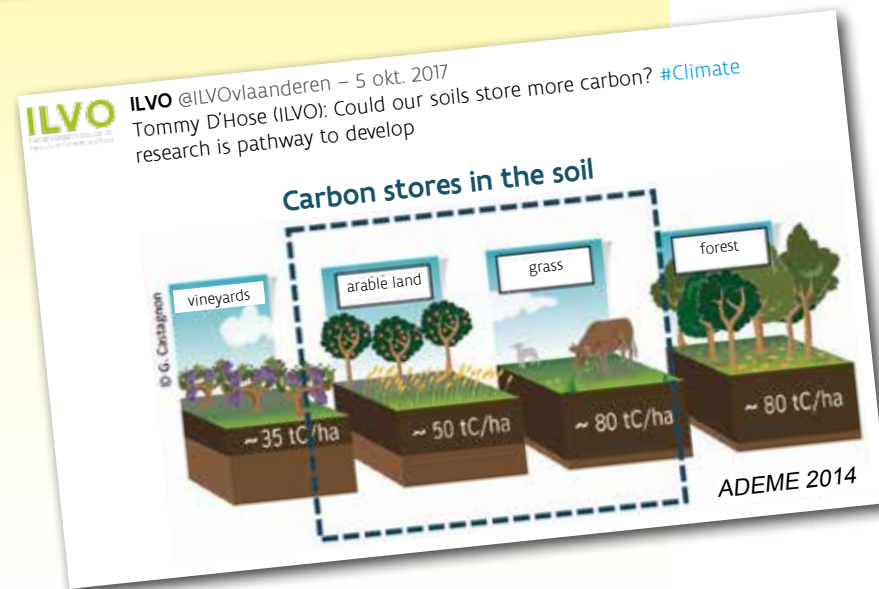 ILVO
ILVO @ILVOvlaanderen – 5 okt. 2017
Tommy D'Hose (ILVO): Could our soils store more carbon? #Climate
research is pathway to develop
Carbon stores in the soil
© G. Castagnon
vineyards
arable land
grass
forest
~ 35 tC/ha
~ 50 tC/ha
~ 80 tC/ha
~ 80 tC/ha
ADEME 2014